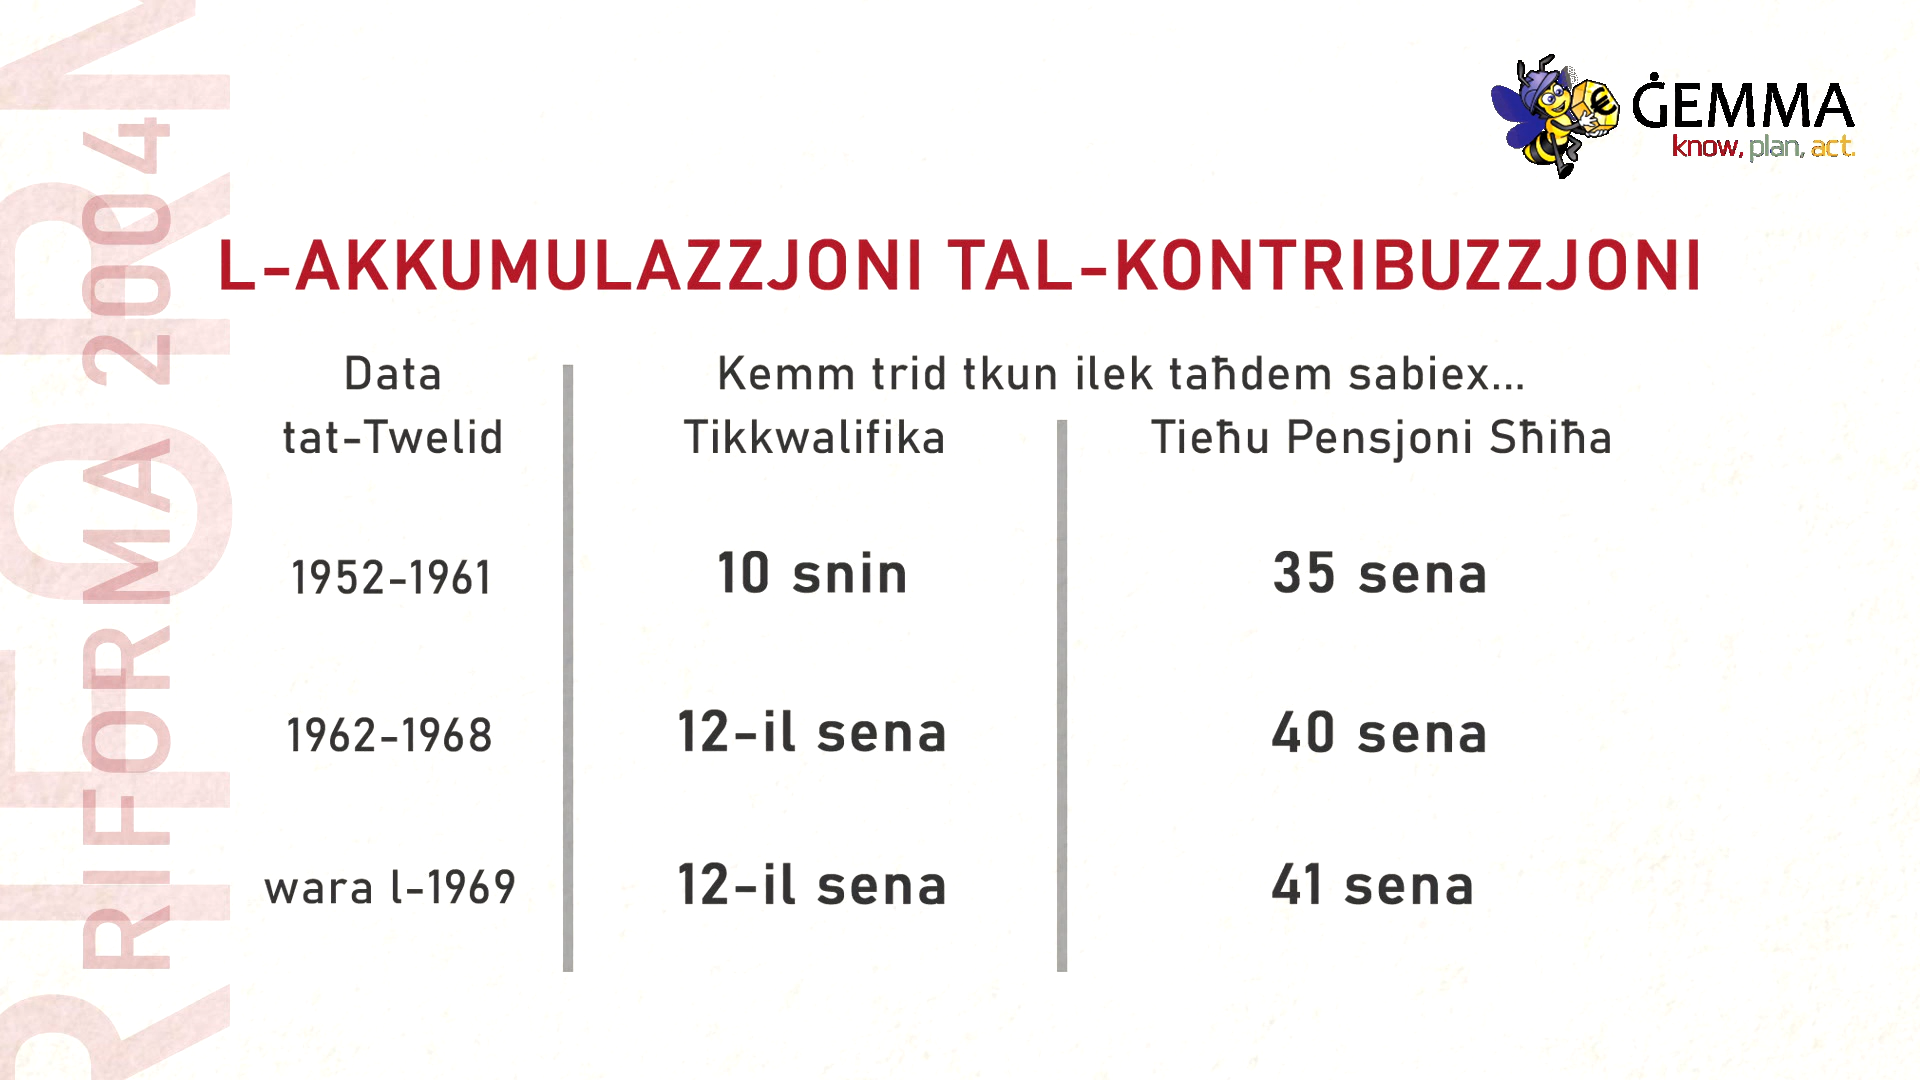 ĠEMMA
know, plan, act.
L-AKKUMULAZZJONI TAL-KONTRIBUZZJONI
Data
tat-Twelid
Kemm trid tkun ilek taħdem sabiex...
Tikkwalifika
Tieħu Pensjoni Sħiħa
1952-1961
10 snin
35 sena
1962-1968
12-il sena
40 sena
wara l-1969
12-il sena
41 sena
RIFORMA 2004
RIFORM